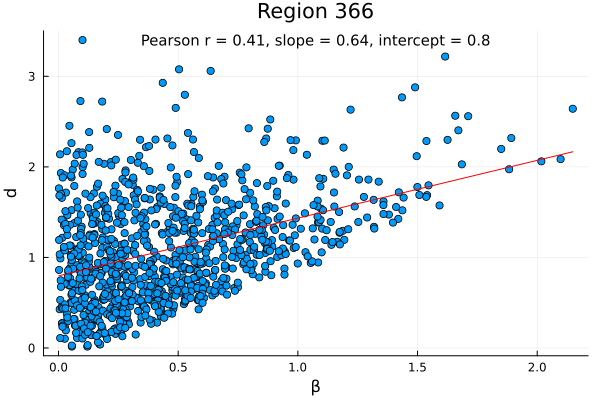 Region 366
Pearson r = 0.41, slope = 0.64, intercept = 0.8
d
3
2
1
0
0.0 0.5 1.0 1.5 2.0
β